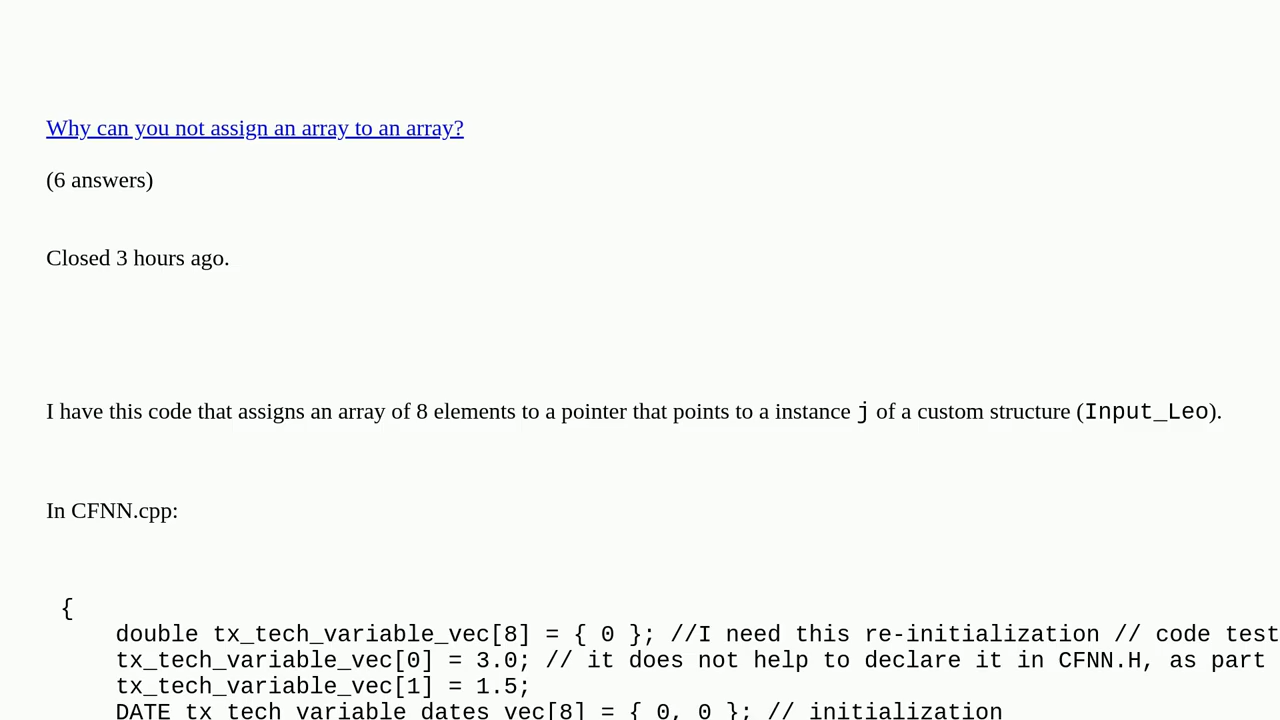 Why can you not assign an array to an array?
(6 answers)
Closed 3 hours ago.
I have this code that assigns an array of 8 elements to a pointer that points to a instance j of a custom structure (Input_Leo).
In CFNN.cpp:
{
double tx_tech_variable_vec[8] = { 0 }; //I need this re-initialization // code test
tx_tech_variable_vec[0] = 3.0; // it does not help to declare it in CFNN.H, as part
tx_tech_variable_vec[1] = 1.5;
DATE tx_tech_variable_dates_vec[8] = { 0, 0 }; // initialization